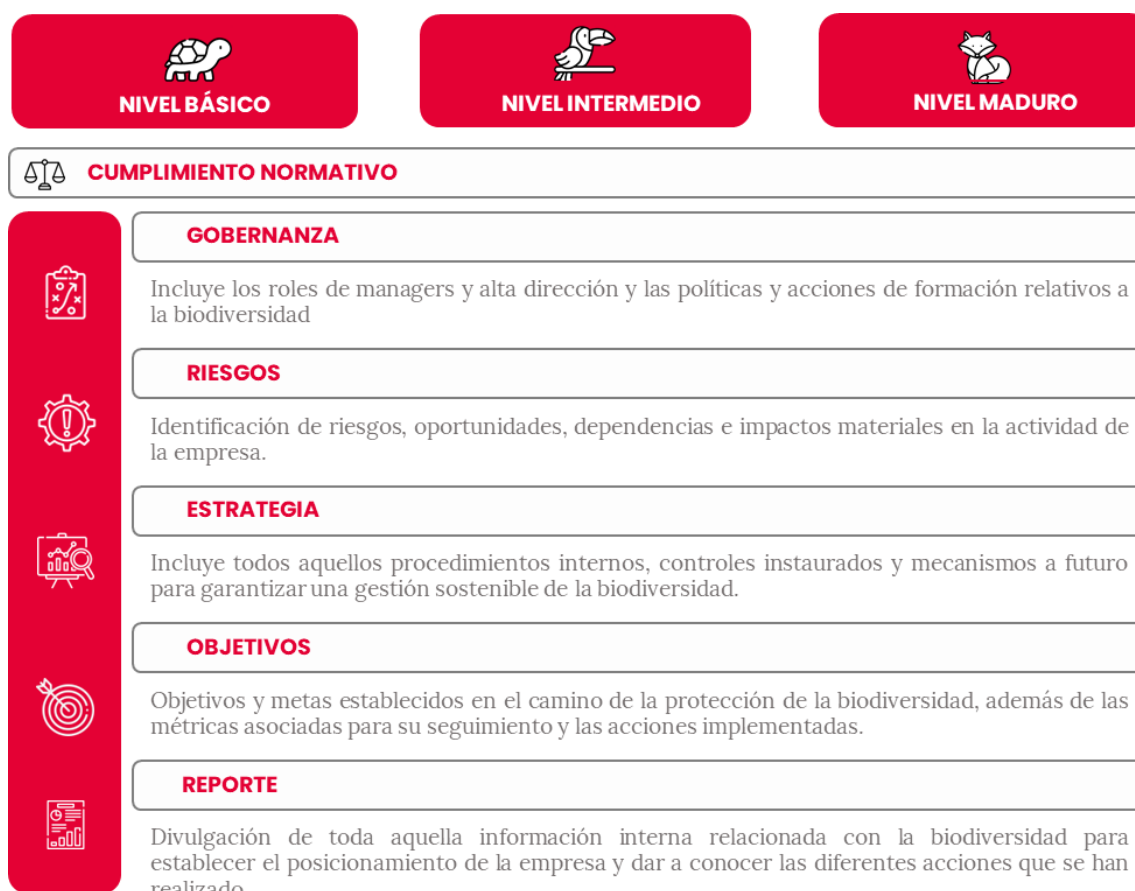 NIVEL BÁSICO
NIVEL INTERMEDIO
NIVEL MADURO
CUMPLIMIENTO NORMATIVO
GOBERNANZA
Incluye los roles de managers y alta dirección y las políticas y acciones de formación relativos a
la biodiversidad
RIESGOS
Identificación de riesgos, oportunidades, dependencias e impactos materiales en la actividad de
la empresa.
ESTRATEGIA
Incluye todos aquellos procedimientos internos, controles instaurados y mecanismos a futuro
para garantizar una gestión sostenible de la biodiversidad.
OBJETIVOS
Objetivos y metas establecidos en el camino de la protección de la biodiversidad, además de las
métricas asociadas para su seguimiento y las acciones implementadas.
REPORTE
Divulgación de toda aquella información interna relacionada con la biodiversidad para
establecer el posicionamiento de la empresa y dar a conocer las diferentes acciones que se han
realizado